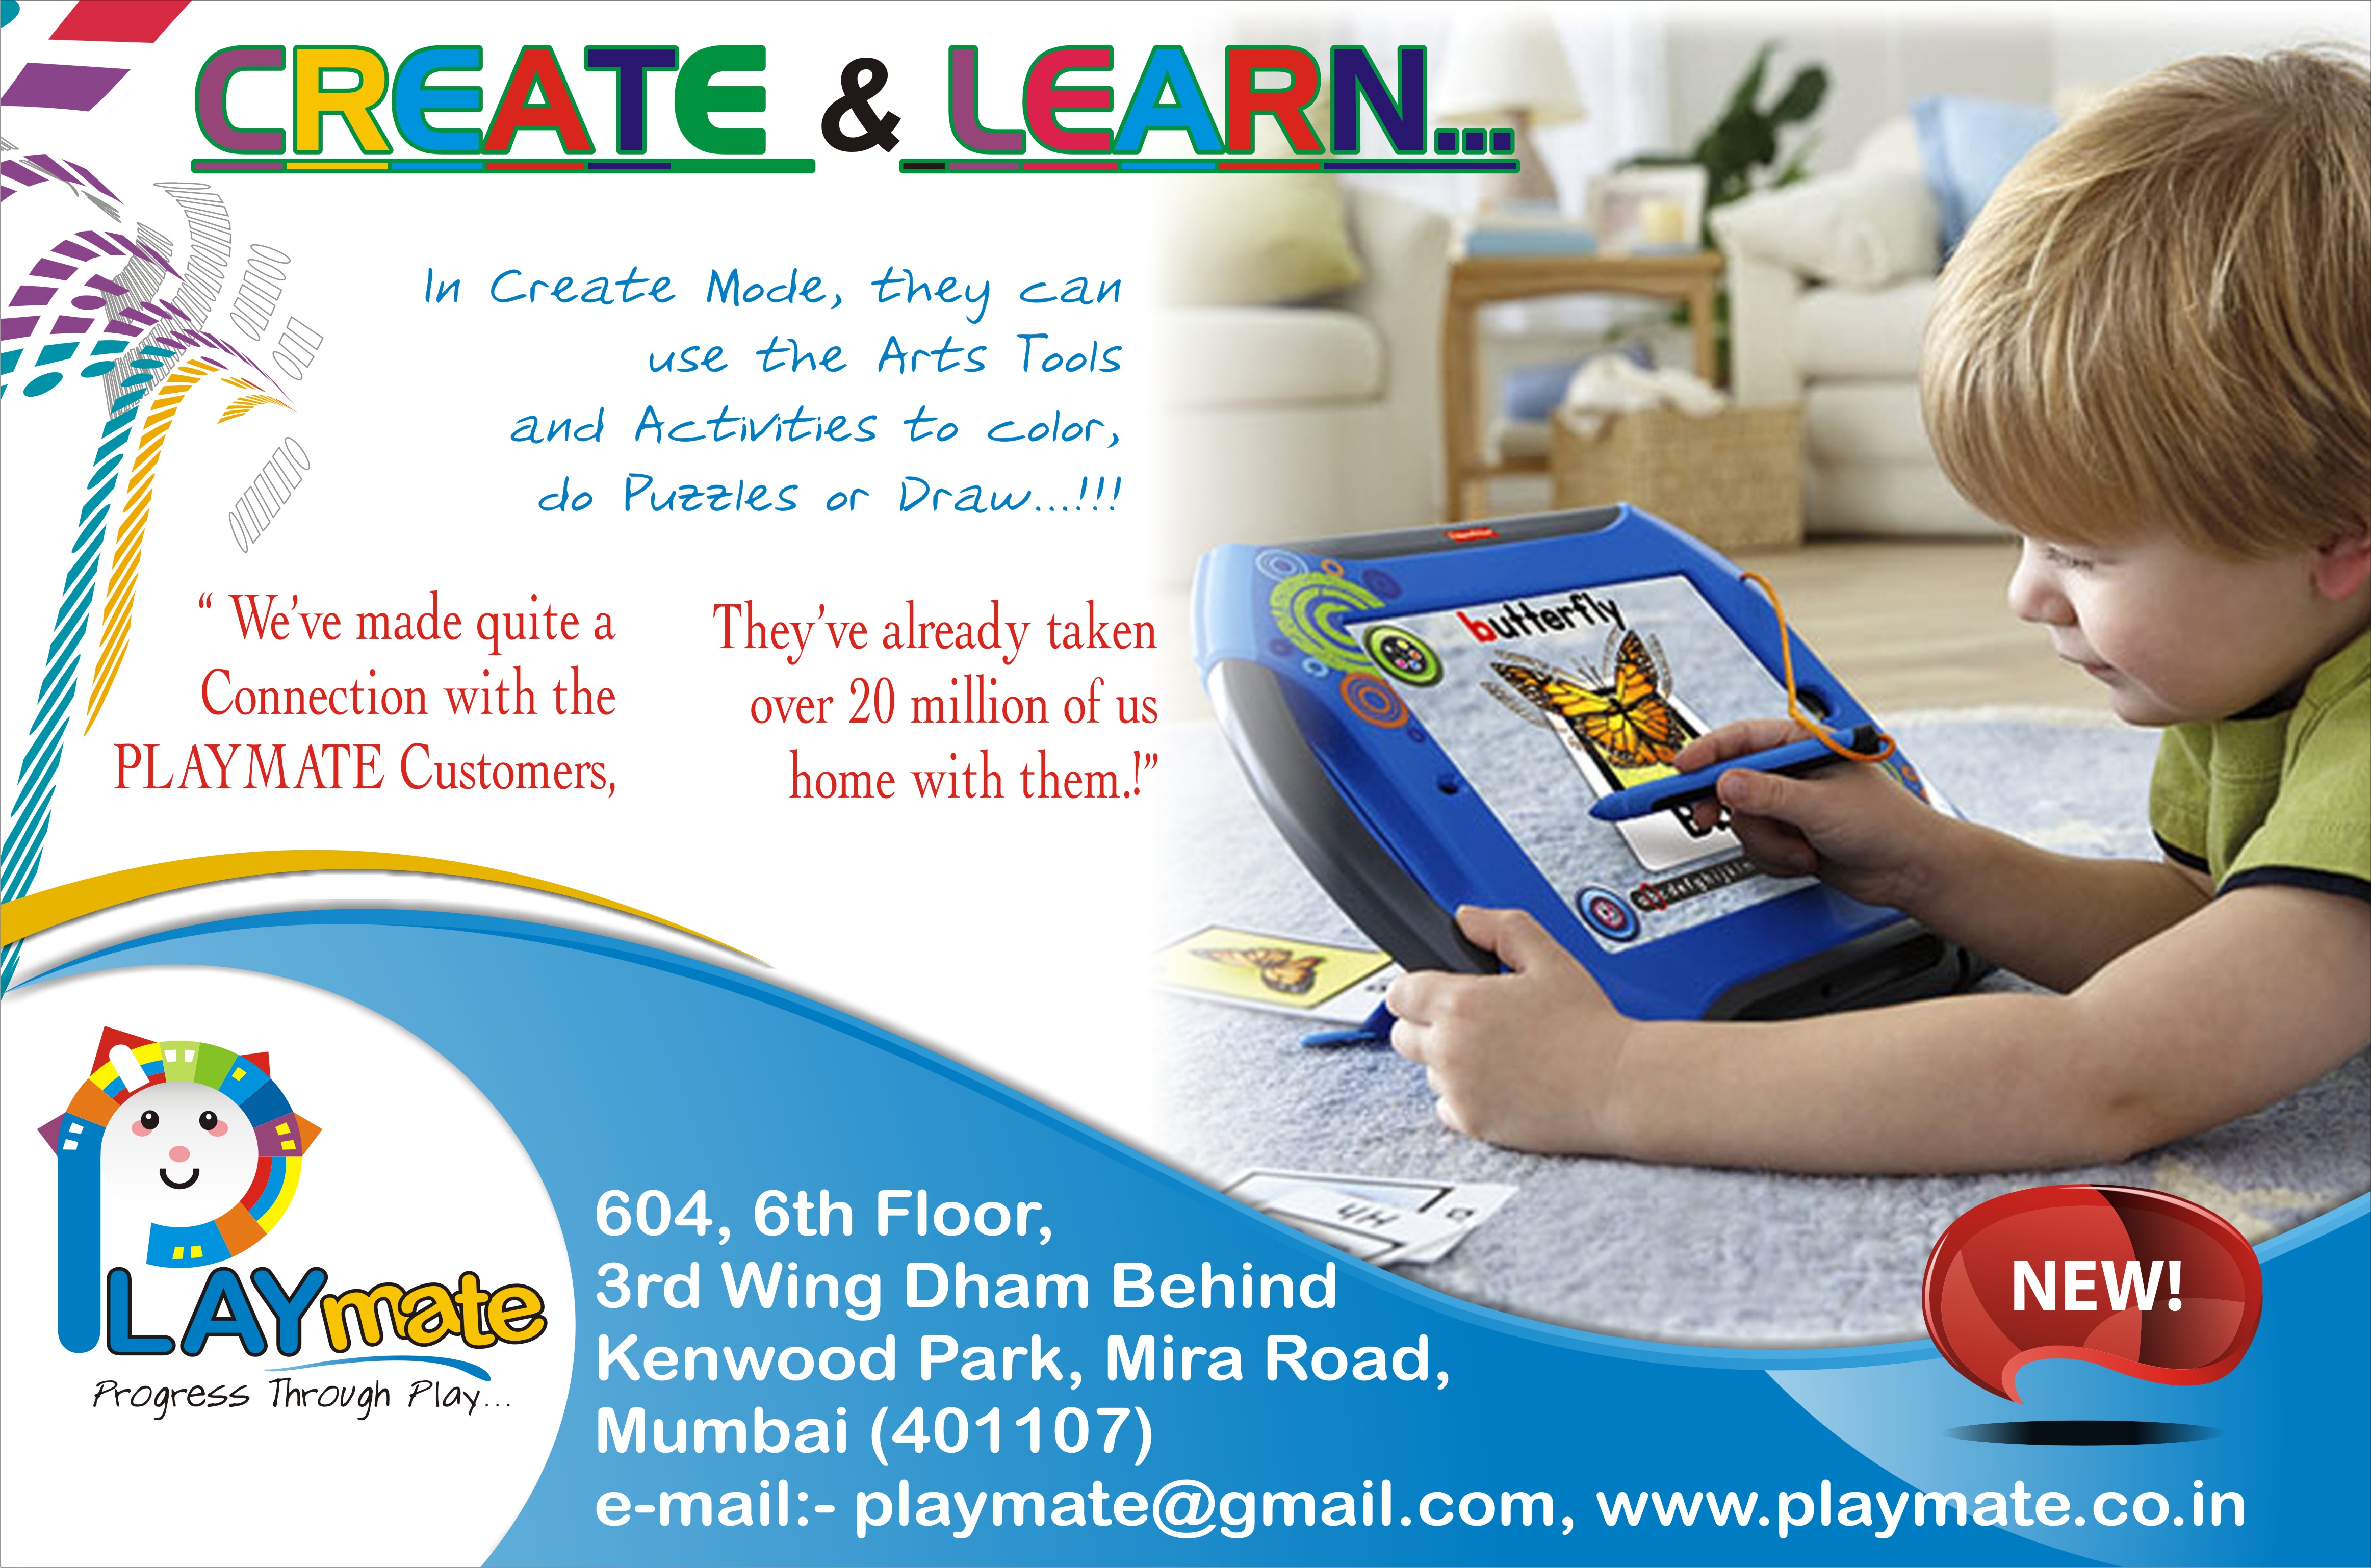 CREATE & LEARN...
In Create Mode, they can
use the Arts Tools
and Activities to color,
do Puzzles or Draw...!!!
“ We’ve made quite a
Connection with the
PLAYMATE Customers,
They’ve already taken
over 20 million of us
home with them.!”
butterfly
PLAYmate
Progress Through Play...
604, 6th Floor,
3rd Wing Dham Behind
Kenwood Park, Mira Road,
Mumbai (401107)
e-mail:- playmate@gmail.com, www.playmate.co.in
NEW!